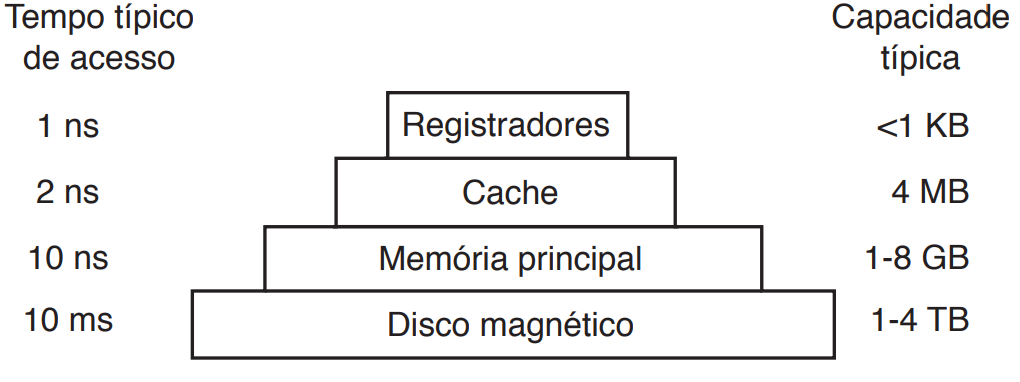 Tempo típico
de acesso
Capacidade
típica
1 ns
Registradores
<1 KB
2 ns
Cache
4 MB
10 ns
Memória principal
1-8 GB
10 ms
Disco magnético
1-4 TB